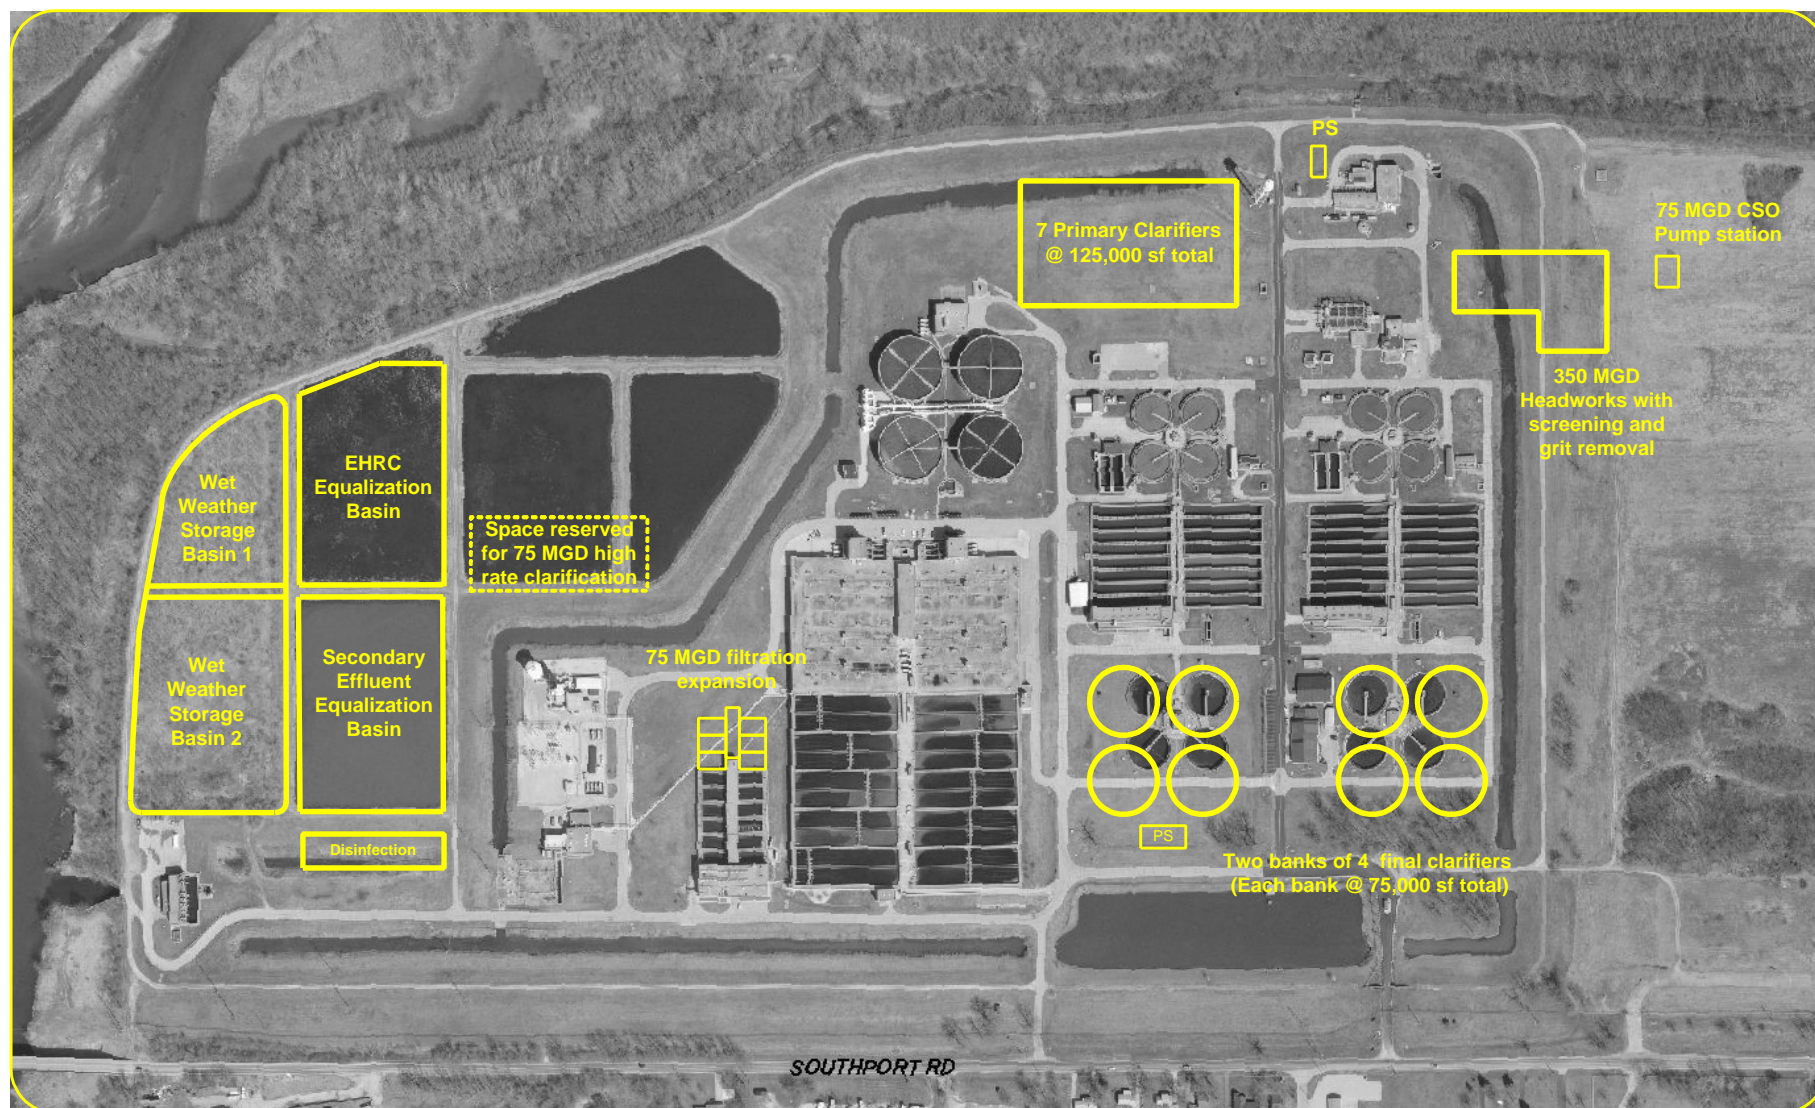 PS
7 Primary Clarifiers
@ 125,000 sf total
75 MGD CSO
Pump station
350 MGD
Headworks with
screening and
grit removal
EHRC
Equalization
Basin
Wet
Weather
Storage
Basin 1
Space reserved
for 75 MGD high
rate clarification
Wet
Weather
Storage
Basin 2
Secondary
Effluent
Equalization
Basin
75 MGD filtration
expansion
Disinfection
PS
Two banks of 4 final clarifiers
(Each bank @ 75,000 sf total)
SOUTHPORT RD